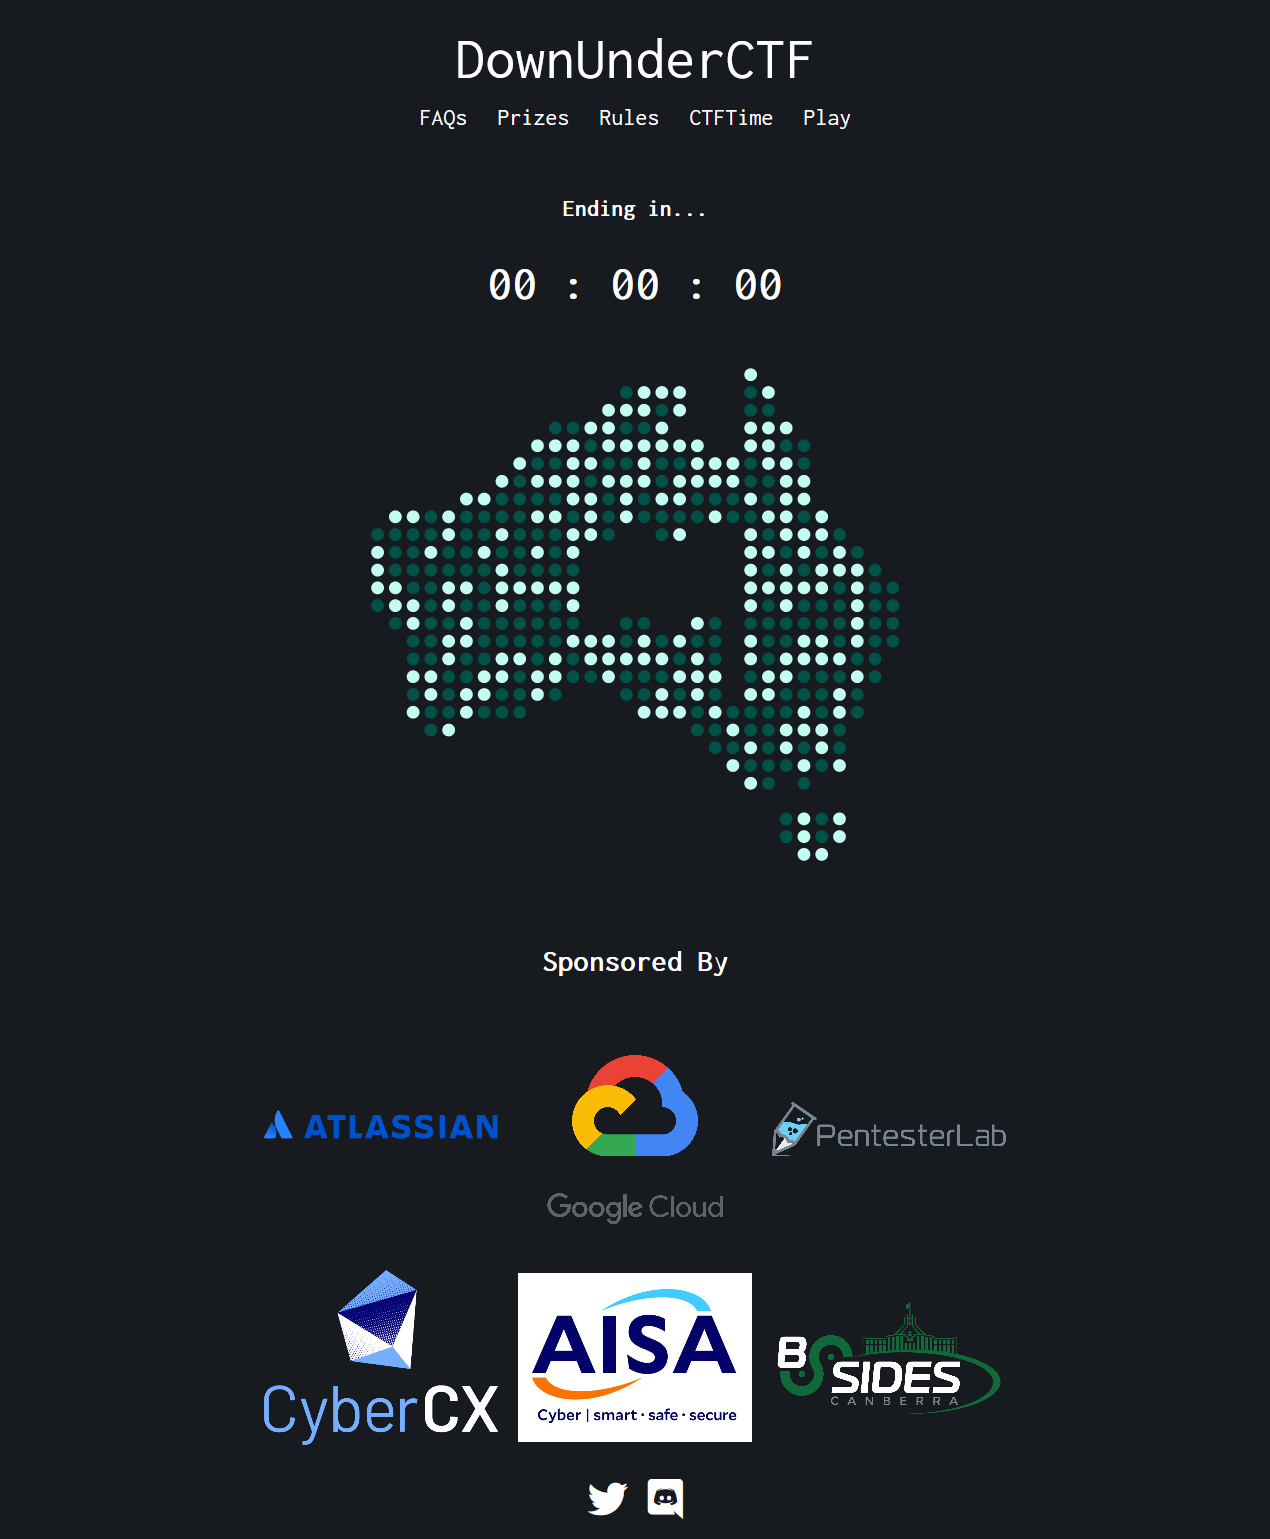 DownUnderCTF
FAQs Prizes Rules CTFTime Play
Ending in...
00 : 00 : 00
Sponsored By
ATLASSIAN
PentesterLab
Google Cloud
CyberCX
AISA
Cyber | smart · safe · secure
BSIDES
CANBERRA